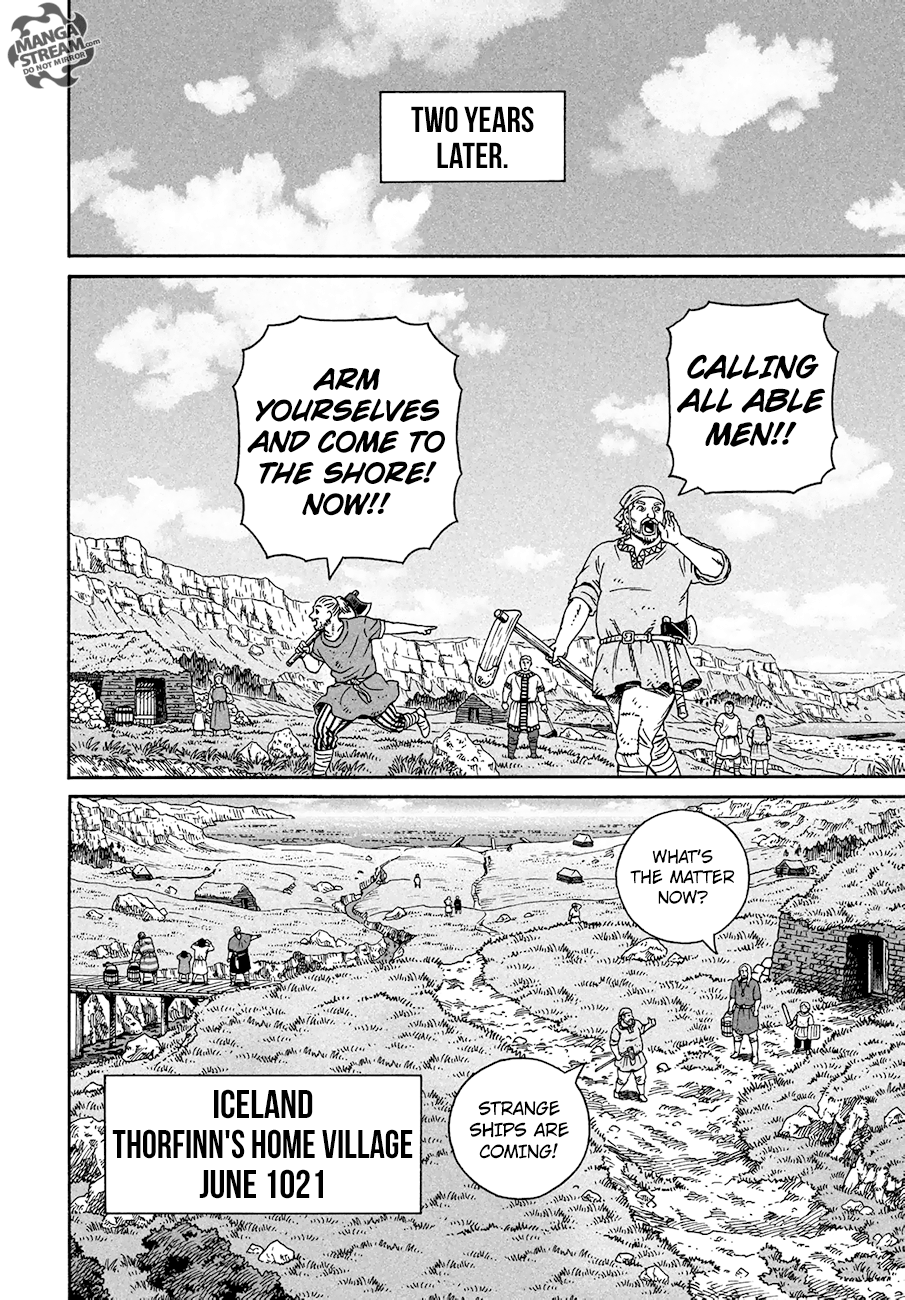 MANGA
STREAM.com
DO NOT MIRROR
TWO YEARS
LATER.
CALLING
ALL ABLE
MEN!!
ARM
YOURSELVES
AND COME TO
THE SHORE!
NOW!!
WHAT'S
THE MATTER
NOW?
STRANGE
SHIPS ARE
COMING!
ICELAND
THORFINN'S HOME VILLAGE
JUNE 1021